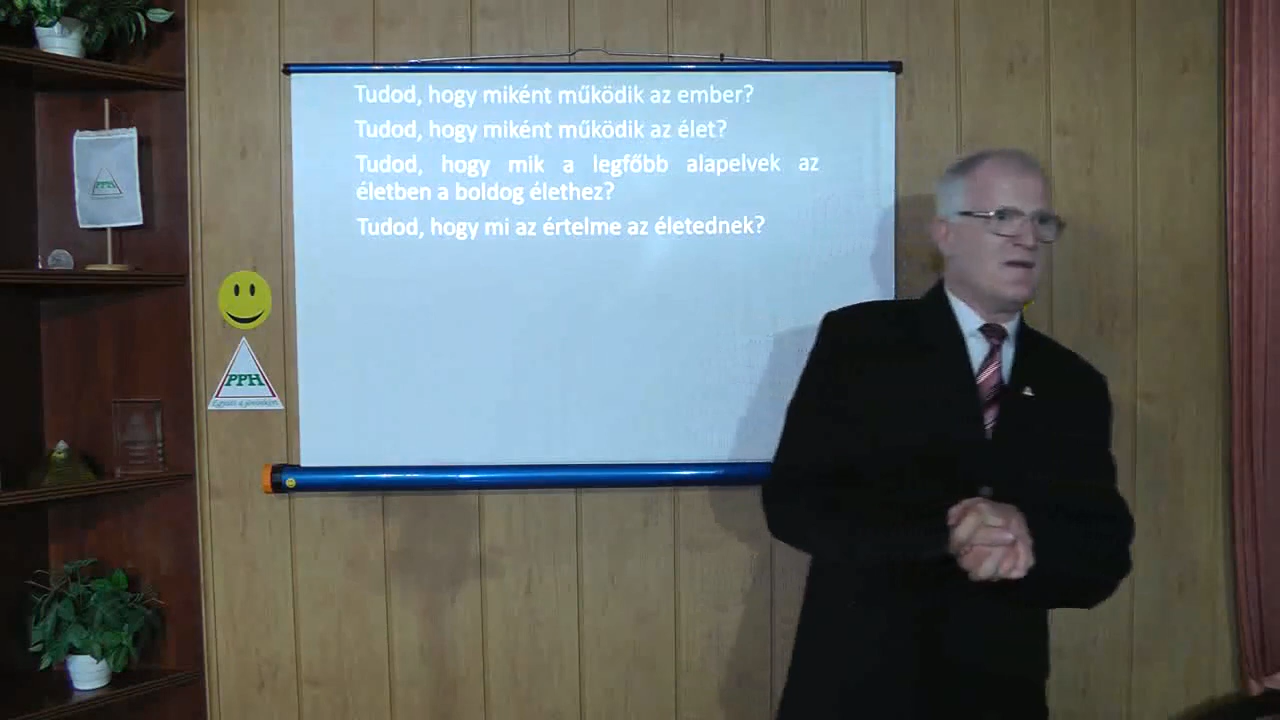 Tudod, hogy miként működik az ember?
Tudod, hogy miként működik az élet?
Tudod, hogy mik a legfőbb alapelvek az
életben a boldog élethez?
Tudod, hogy mi az értelme az életednek?
PPH
PPH